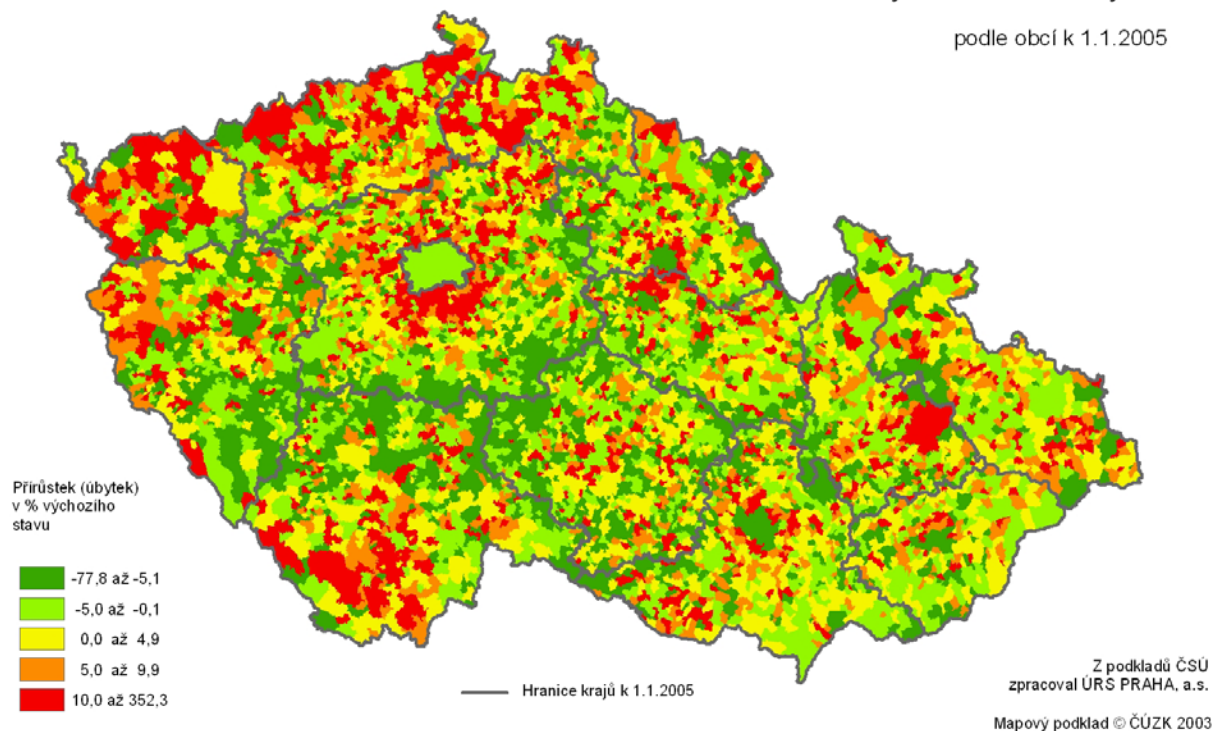 podle obcí k 1.1.2005
Přírůstek (úbytek)
v % výchozího
stavu
-77,8 až -5,1
-5,0 až -0,1
0,0 až 4,9
5,0 až 9,9
10,0 až 352,3
Hranice krajů k 1.1.2005
Z podkladů ČSÚ
zpracoval ÚRS PRAHA, a.s.
Mapový podklad © ČÚZK 2003